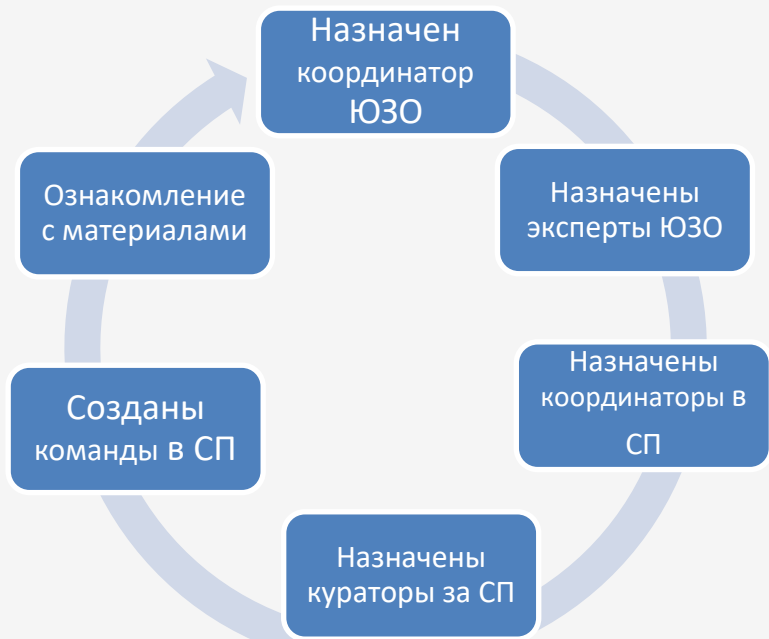 Назначен
координатор
ЮЗО
Назначены
эксперты ЮЗО
Назначены
координаторы в
СП
Назначены
кураторы за СП
Созданы
команды в СП
Ознакомление
с материалами